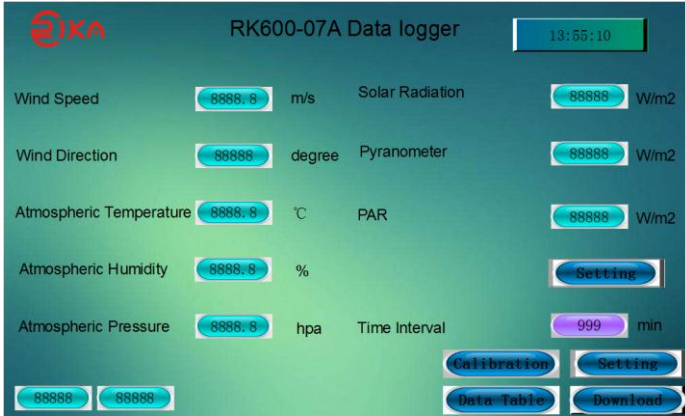 RIKA RK600-07A Data logger 13:55:10
Wind Speed 8888.8 m/s Solar Radiation 88888 W/m2
Wind Direction 88888 degree Pyranometer 88888 W/m2
Atmospheric Temperature 8888.8 ℃ PAR 88888 W/m2
Atmospheric Humidity 8888.8 % Setting
Atmospheric Pressure 8888.8 hpa Time Interval 999 min
Calibration Setting
88888 88888 Data Table Download